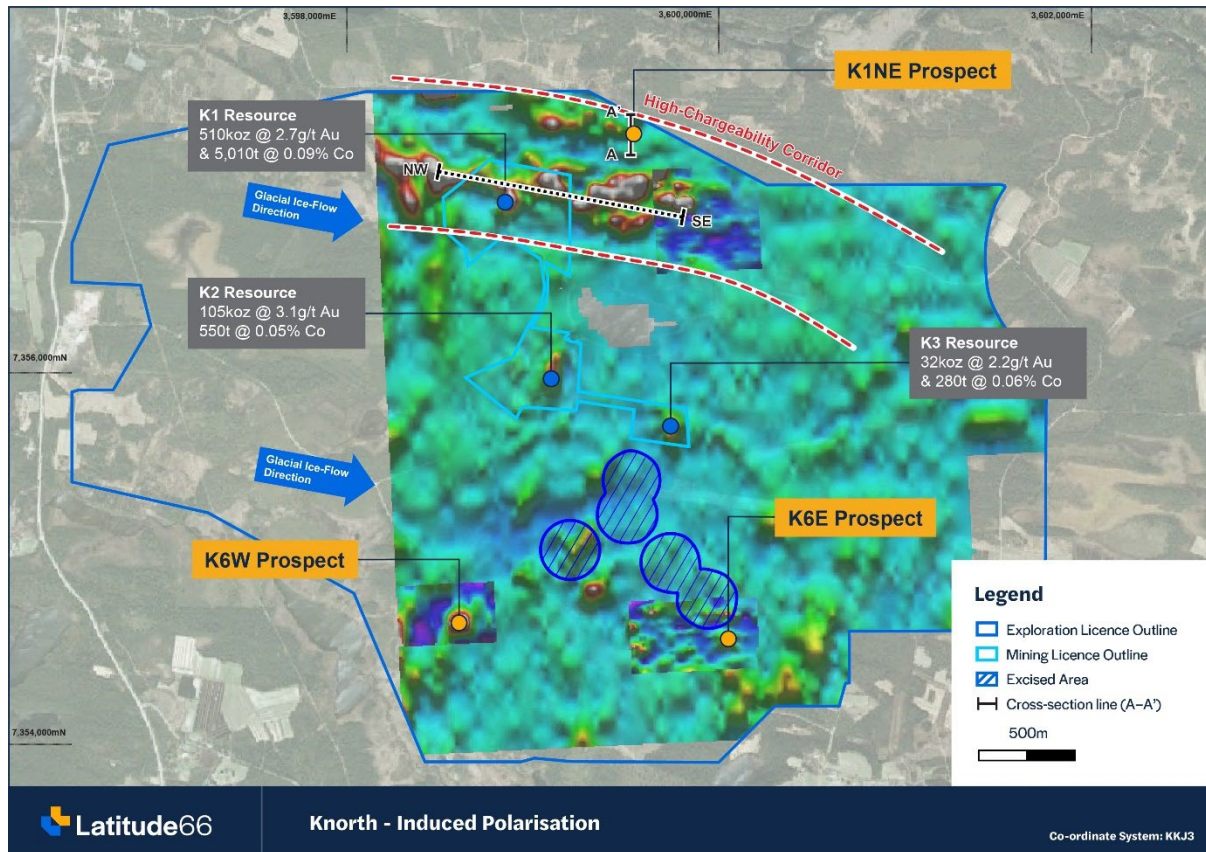 3,598,000mE
3,600,000mE
3,602,000mE
K1NE Prospect
High-Chargeability Corridor
K1 Resource
510koz @ 2.7g/t Au
& 5,010t @ 0.09% Co
A'
A
NW
SE
Glacial Ice-Flow
Direction
K2 Resource
105koz @ 3.1g/t Au
550t @ 0.05% Co
7,356,000mN
K3 Resource
32koz @ 2.2g/t Au
& 280t @ 0.06% Co
Glacial Ice-Flow
Direction
K6E Prospect
K6W Prospect
7,354,000mN
Legend
Exploration Licence Outline
Mining Licence Outline
Excised Area
Cross-section line (A–A’)
500m
Latitude66
Knorth - Induced Polarisation
Co-ordinate System: KKJ3